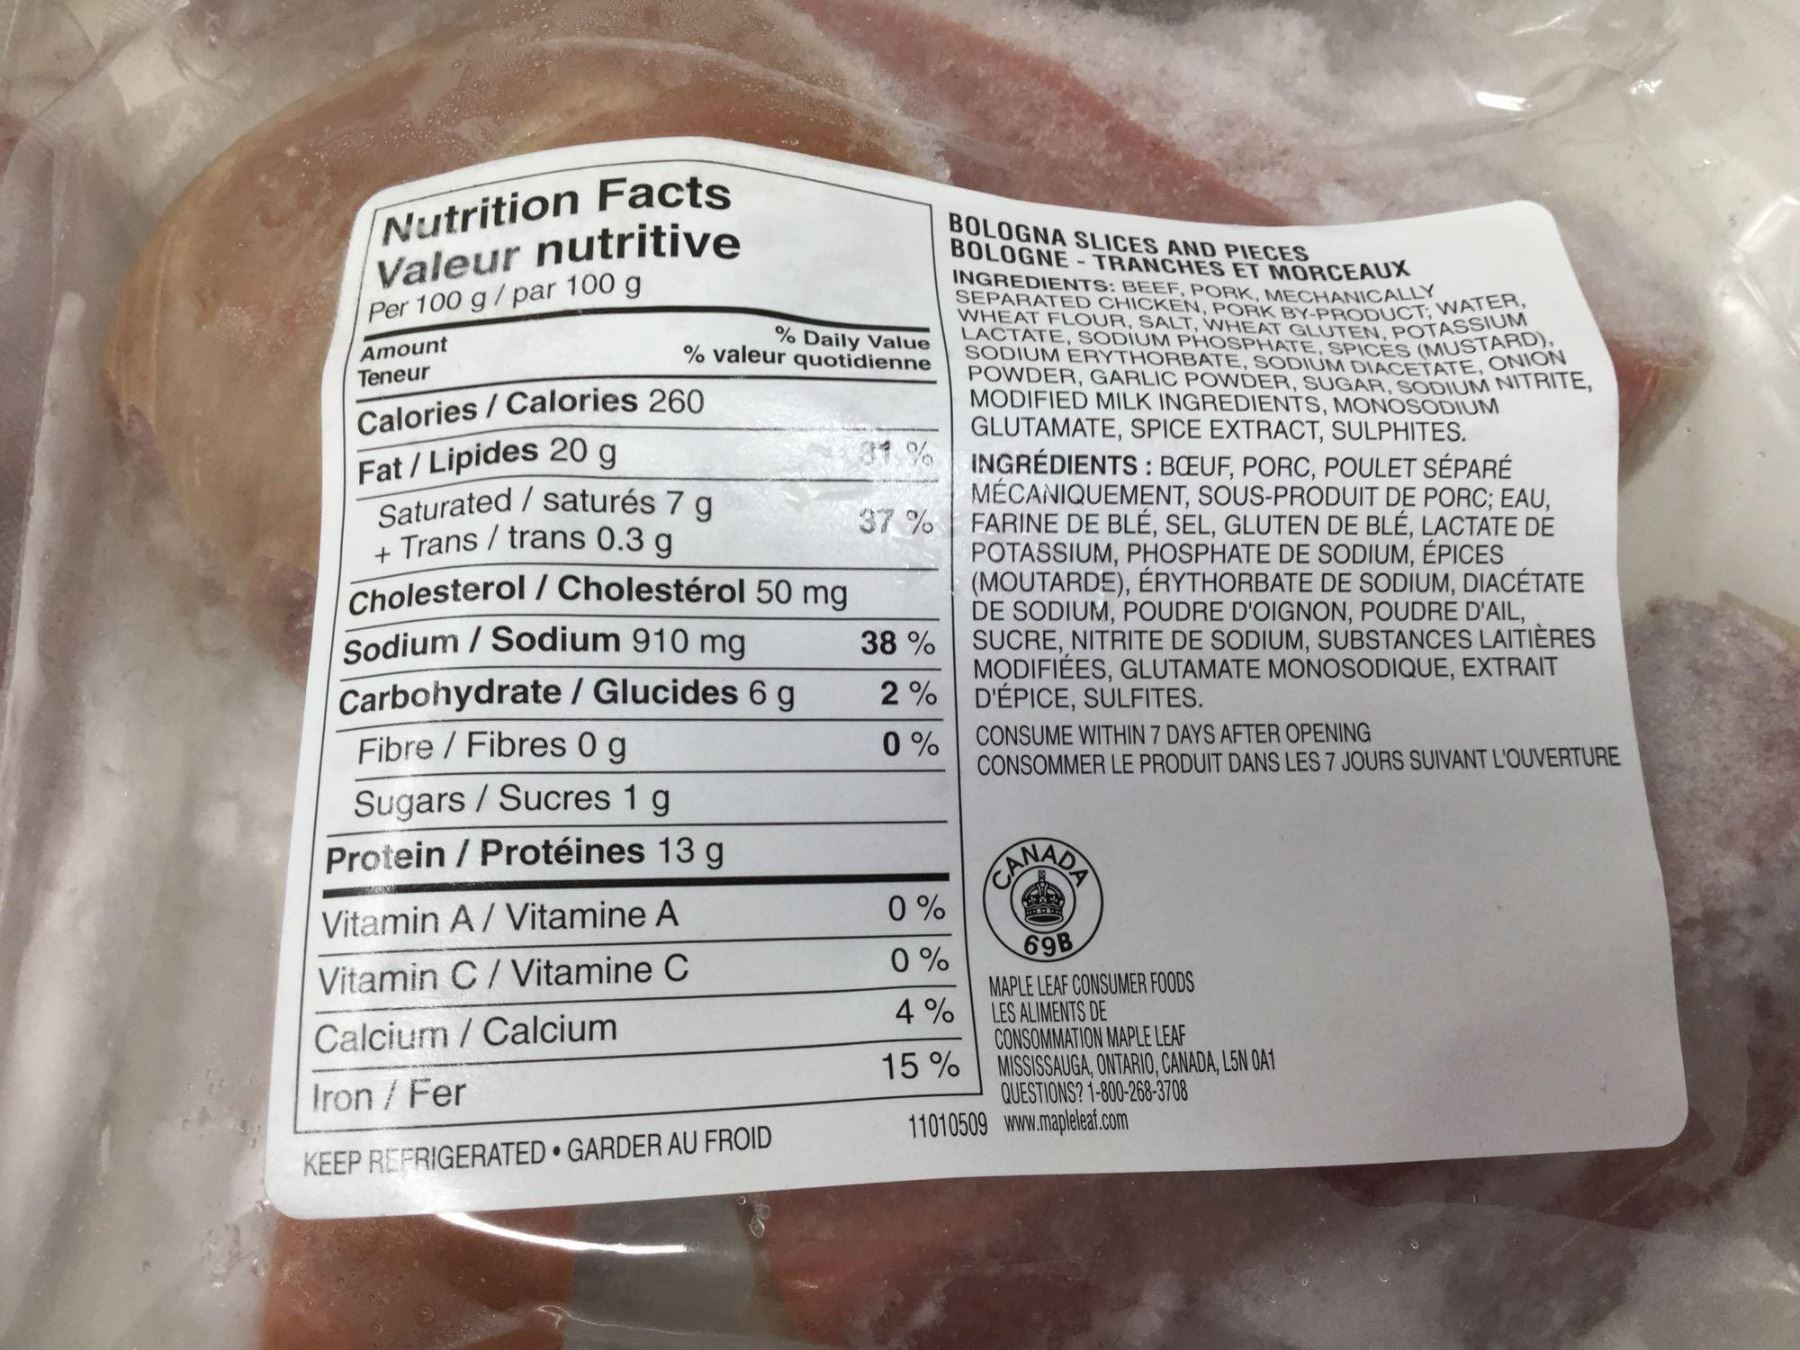 Nutrition Facts
Valeur nutritive
Per 100 g / par 100 g
Amount
Teneur
% Daily Value
% valeur quotidienne
Calories / Calories 260
Fat / Lipides 20 g 31 %
Saturated / saturés 7 g
+ Trans / trans 0.3 g 37 %
Cholesterol / Cholestérol 50 mg
Sodium / Sodium 910 mg 38 %
Carbohydrate / Glucides 6 g 2 %
Fibre / Fibres 0 g 0 %
Sugars / Sucres 1 g
Protein / Protéines 13 g
Vitamin A / Vitamine A 0 %
Vitamin C / Vitamine C 0 %
Calcium / Calcium 4 %
Iron / Fer 15 %
KEEP REFRIGERATED • GARDER AU FROID
BOLOGNA SLICES AND PIECES
BOLOGNE - TRANCHES ET MORCEAUX
INGREDIENTS: BEEF, PORK, MECHANICALLY
SEPARATED CHICKEN, PORK BY-PRODUCT; WATER,
WHEAT FLOUR, SALT, WHEAT GLUTEN, POTASSIUM
LACTATE, SODIUM PHOSPHATE, SPICES (MUSTARD),
SODIUM ERYTHORBATE, SODIUM DIACETATE, ONION
POWDER, GARLIC POWDER, SUGAR, SODIUM NITRITE,
MODIFIED MILK INGREDIENTS, MONOSODIUM
GLUTAMATE, SPICE EXTRACT, SULPHITES.
INGRÉDIENTS : BŒUF, PORC, POULET SÉPARÉ
MÉCANIQUEMENT, SOUS-PRODUIT DE PORC; EAU,
FARINE DE BLÉ, SEL, GLUTEN DE BLÉ, LACTATE DE
POTASSIUM, PHOSPHATE DE SODIUM, ÉPICES
(MOUTARDE), ÉRYTHORBATE DE SODIUM, DIACÉTATE
DE SODIUM, POUDRE D'OIGNON, POUDRE D'AIL,
SUCRE, NITRITE DE SODIUM, SUBSTANCES LAITIÈRES
MODIFIÉES, GLUTAMATE MONOSODIQUE, EXTRAIT
D'ÉPICE, SULFITES.
CONSUME WITHIN 7 DAYS AFTER OPENING
CONSOMMER LE PRODUIT DANS LES 7 JOURS SUIVANT L'OUVERTURE
CANADA
69B
MAPLE LEAF CONSUMER FOODS
LES ALIMENTS DE
CONSOMMATION MAPLE LEAF
MISSISSAUGA, ONTARIO, CANADA, L5N 0A1
QUESTIONS? 1-800-268-3708
11010509 www.mapleleaf.com